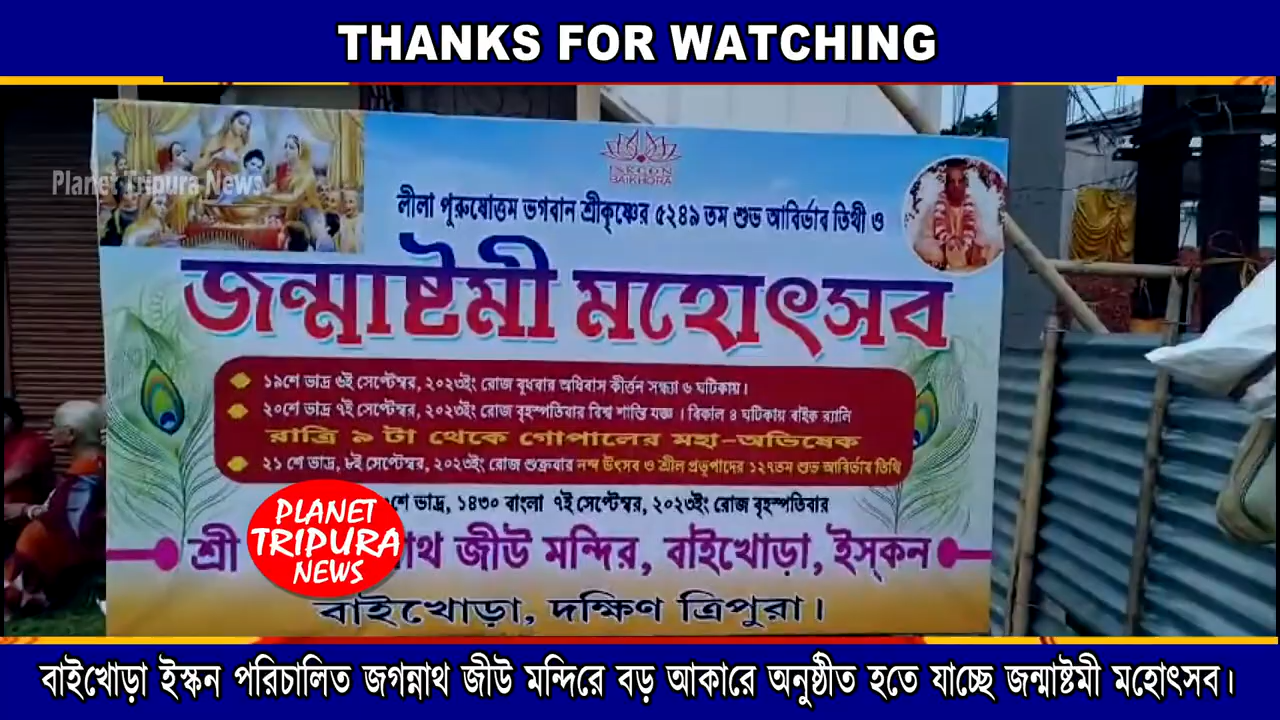 THANKS FOR WATCHING
Planet Tripura News
ISKCON
BAIKHORA
লীলা পুরুষোত্তম ভগবান শ্রীকৃষ্ণের ৫২৪৯ তম শুভ আবির্ভাব তিথী ও
জন্মাষ্টমী মহোৎসব
১৯শে ভাদ্র ৬ই সেপ্টেম্বর, ২০২৩ইং রোজ বুধবার অধিবাস কীর্ত্তন সন্ধ্যা ৬ ঘটিকায়।
২০শে ভাদ্র ৭ই সেপ্টেম্বর, ২০২৩ইং রোজ বৃহস্পতিবার বিশ্ব শান্তি যজ্ঞ । বিকাল ৪ ঘটিকায় বাইক র‍্যালি
রাত্রি ৯ টা থেকে গোপালের মহা-অভিষেক
২১ শে ভাদ্র, ৮ই সেপ্টেম্বর, ২০২৩ইং রোজ শুক্রবার নন্দ উৎসব ও শ্রীল প্রভুপাদের ১২৭তম শুভ আবির্ভাব তিথি
শে ভাদ্র, ১৪৩০ বাংলা ৭ই সেপ্টেম্বর, ২০২৩ইং রোজ বৃহস্পতিবার
শ্রী নাথ জীউ মন্দির, বাইখোড়া, ইস্‌কন
PLANET
TRIPURA
NEWS
বাইখোড়া, দক্ষিণ ত্রিপুরা।
বাইখোড়া ইস্কন পরিচালিত জগন্নাথ জীউ মন্দিরে বড় আকারে অনুষ্ঠীত হতে যাচ্ছে জন্মাষ্টমী মহোৎসব।